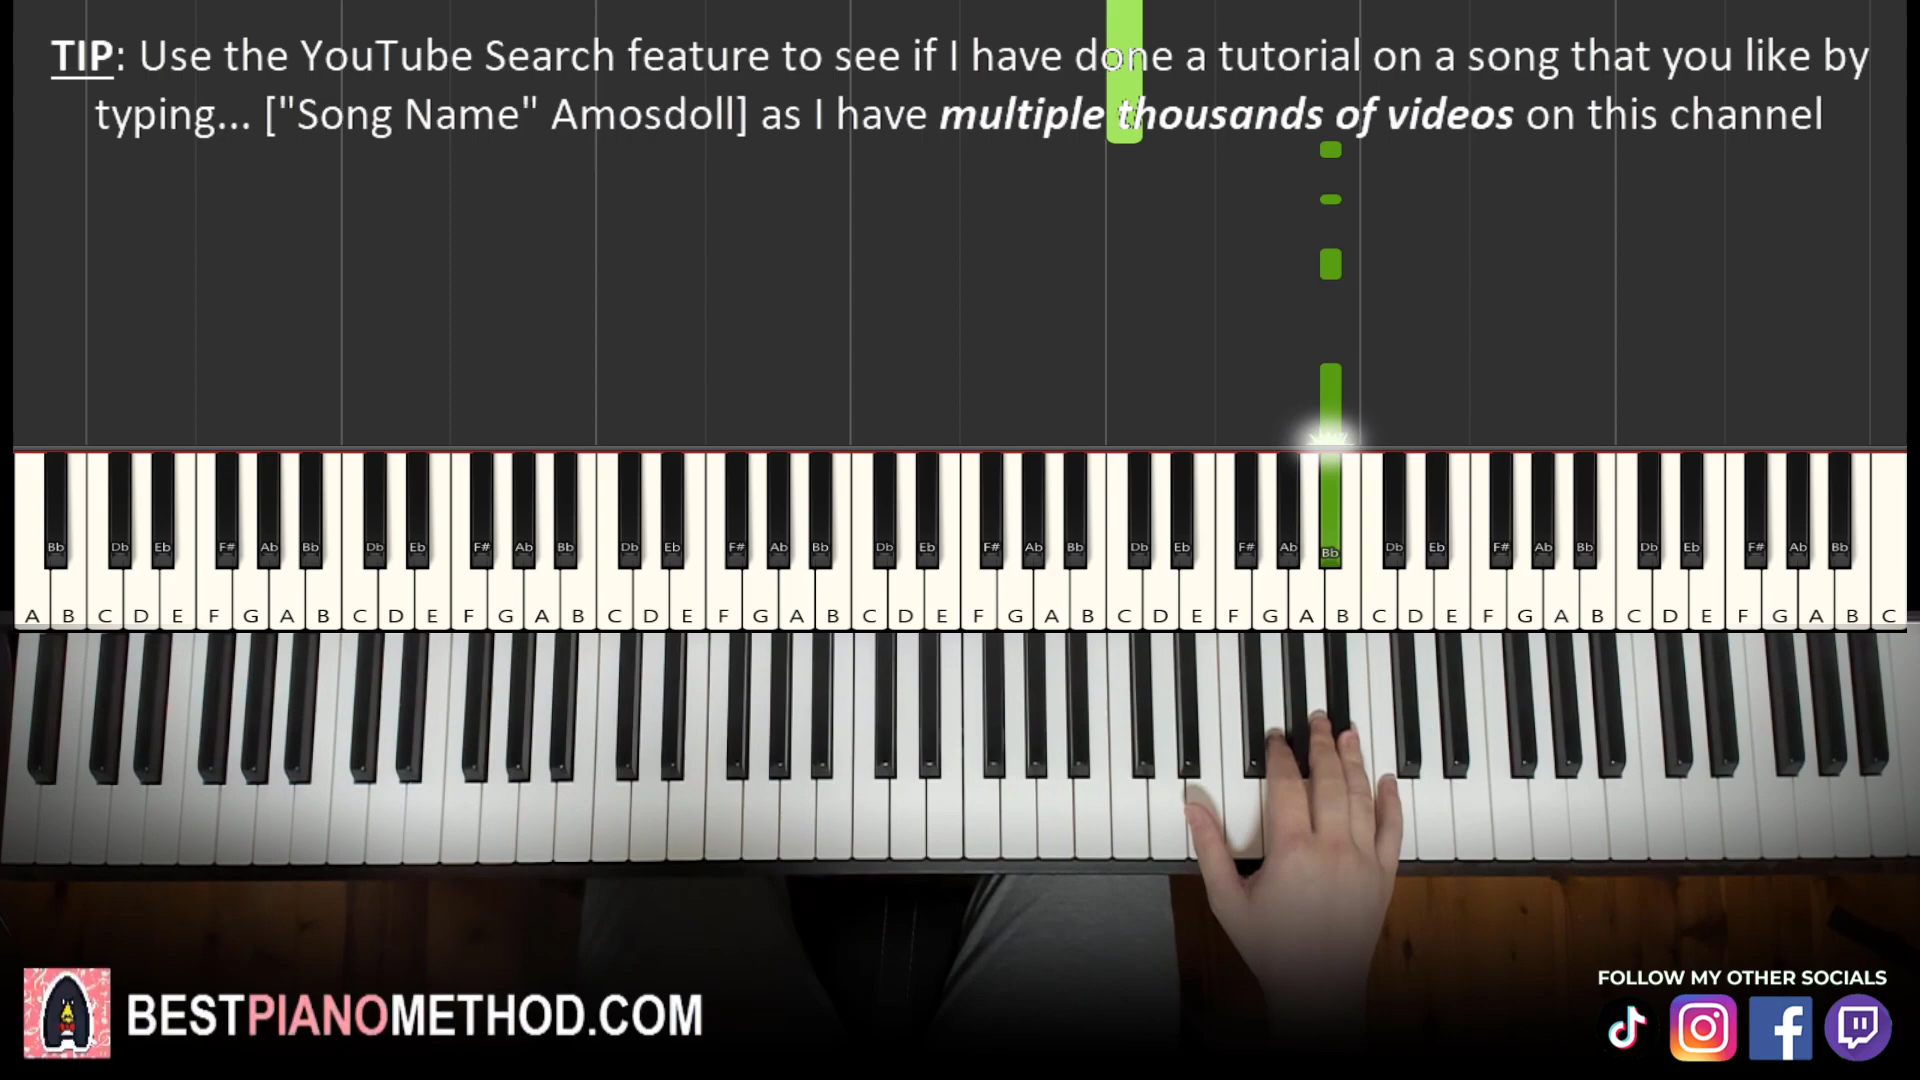 TIP: Use the YouTube Search feature to see if I have done a tutorial on a song that you like by
typing... ["Song Name" Amosdoll] as I have multiple thousands of videos on this channel
Bb Db Eb F# Ab Bb Db Eb F# Ab Bb Db Eb F# Ab Bb Db Eb F# Ab Bb Db Eb F# Ab Bb Db Eb F# Ab Bb Db Eb F# Ab Bb
A B C D E F G A B C D E F G A B C D E F G A B C D E F G A B C D E F G A B C D E F G A B C D E F G A B C
BESTPIANOMETHOD.COM
FOLLOW MY OTHER SOCIALS